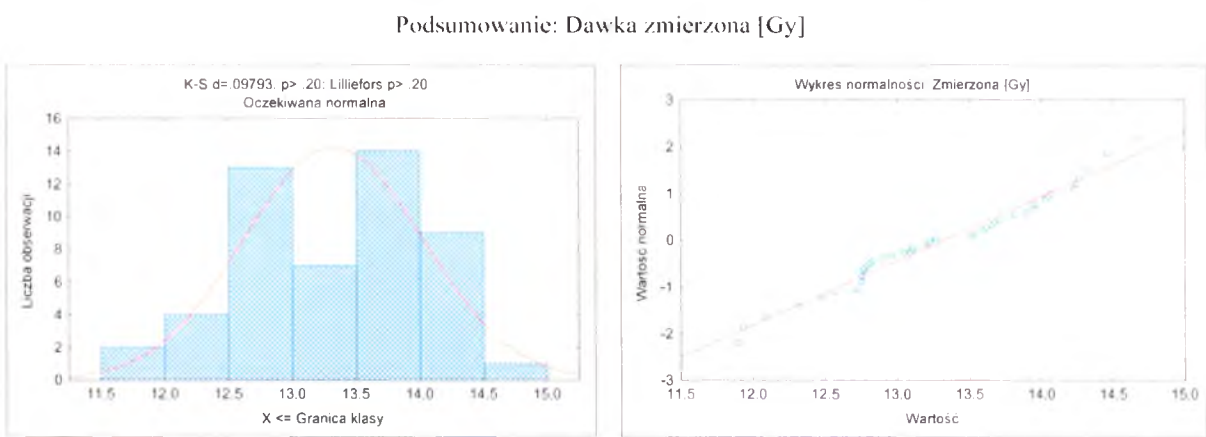 Podsumowanie: Dawka zmierzona [Gy]
K-S d=.09793. p> .20: Lilliefors p> .20
Oczekiwana normalna
Liczba obserwacji
16
14
12
10
8
6
4
2
0
11.5 12.0 12.5 13.0 13.5 14.0 14.5 15.0
X <= Granica klasy
Wykres normalności Zmierzona [Gy]
Wartość normalna
3
2
1
0
-1
-2
-3
11.5 12.0 12.5 13.0 13.5 14.0 14.5 15.0
Wartość